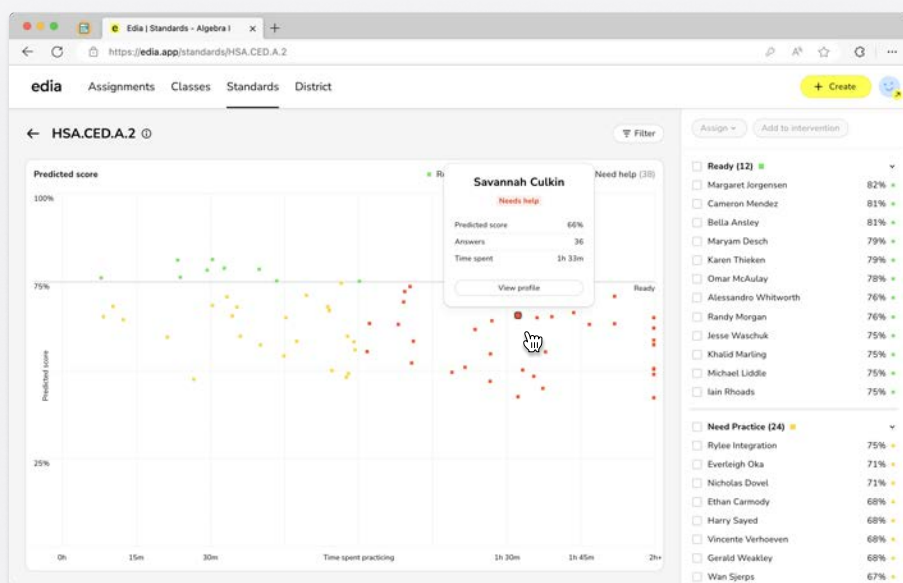 Edia | Standards - Algebra I
https://edia.app/standards/HSA.CED.A.2
edia
Assignments
Classes
Standards
District
+ Create
HSA.CED.A.2
Filter
Predicted score
Need help (38)
100%
75%
25%
Predicted score
Ready
0h
15m
30m
Time spent practicing
1h 30m
1h 45m
2h+
Savannah Culkin
Needs help
Predicted score 66%
Answers 36
Time spent 1h 33m
View profile
Assign
Add to intervention
Ready (12)
Margaret Jorgensen 82%
Cameron Mendez 81%
Bella Ansley 81%
Maryam Desch 79%
Karen Thieken 79%
Omar McAulay 78%
Alessandro Whitworth 76%
Randy Morgan 76%
Jesse Waschuk 75%
Khalid Marling 75%
Michael Liddle 75%
Iain Rhoads 75%
Need Practice (24)
Rylee Integration 75%
Everleigh Oka 71%
Nicholas Dovel 71%
Ethan Carmody 68%
Harry Sayed 68%
Vincente Verhoeven 68%
Gerald Weakley 68%
Wan Sjerps 67%